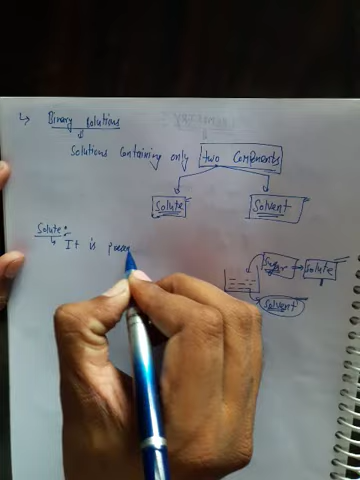 Binary Solutions
Solutions Containing only two Components
Solute Solvent
Solute:
It is
Sugar → Solute
Solvent